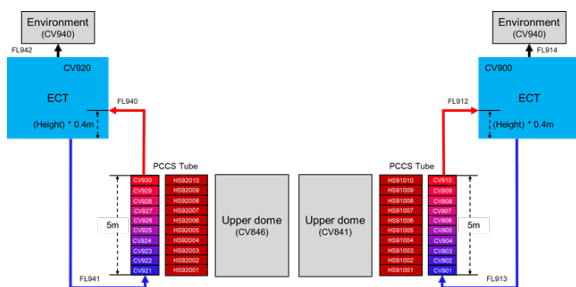 Environment
(CV940)
FL942
CV920
ECT
(Height) * 0.4m
FL940
PCCS Tube
5m
CV930
CV929
CV928
CV927
CV926
CV925
CV924
CV923
CV922
CV921
HS92010
HS92009
HS92008
HS92007
HS92006
HS92005
HS92004
HS92003
HS92002
HS92001
FL941
Upper dome
(CV846)
Upper dome
(CV841)
Environment
(CV940)
FL914
CV900
ECT
(Height) * 0.4m
FL912
PCCS Tube
HS91010
HS91009
HS91008
HS91007
HS91006
HS91005
HS91004
HS91003
HS91002
HS91001
CV910
CV909
CV908
CV907
CV906
CV905
CV904
CV903
CV902
CV901
5m
FL913